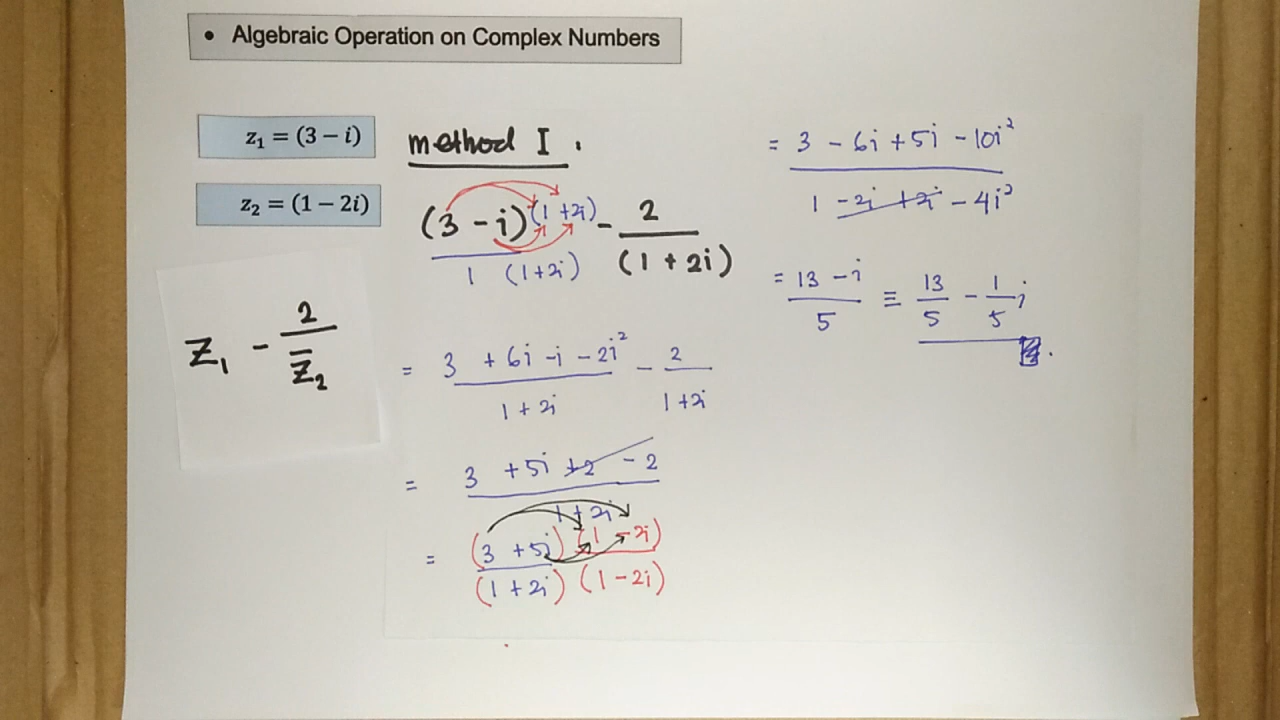 • Algebraic Operation on Complex Numbers
z₁ = (3 − i)
z₂ = (1 − 2i)
Z₁ - 2/Z̄₂
method I .
(3 - i)(1 + 2i)/1 (1+2i) - 2/(1 + 2i)
= 3 + 6i - i - 2i²/1 + 2i - 2/1+2i
= 3 + 5i +2 - 2/1+2i
= (3 + 5i)(1 - 2i)/(1 + 2i)(1 - 2i)
= 3 - 6i + 5i - 10i²/1 - 2i + 2i - 4i²
= 13 - i/5 ≡ 13/5 - 1/5 i